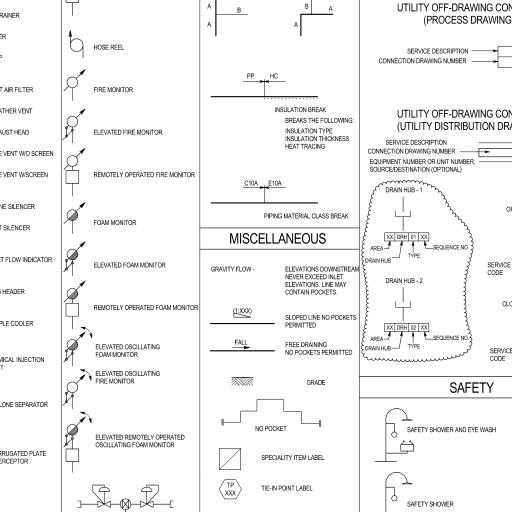 RAINER
ER
P
T AIR FILTER
ATHER VENT
AUST HEAD
E VENT W/O SCREEN
E VENT W/SCREEN
NE SILENCER
T SILENCER
T FLOW INDICATOR
HEADER
PLE COOLER
MICAL INJECTION
T
LONE SEPARATOR
RRUGATED PLATE
ERCEPTOR
HOSE REEL
FIRE MONITOR
ELEVATED FIRE MONITOR
REMOTELY OPERATED FIRE MONITOR
FOAM MONITOR
ELEVATED FOAM MONITOR
REMOTELY OPERATED FOAM MONITOR
ELEVATED OSCILLATING
FOAM MONITOR
ELEVATED OSCILLATING
FIRE MONITOR
ELEVATED REMOTELY OPERATED
OSCILLATING FOAM MONITOR
A
B
A
A
B
A
PP
HC
INSULATION BREAK
BREAKS THE FOLLOWING:
INSULATION TYPE
INSULATION THICKNESS
HEAT TRACING
C10A
E10A
PIPING MATERIAL CLASS BREAK
MISCELLANEOUS
GRAVITY FLOW -
ELEVATIONS DOWNSTREAM
NEVER EXCEED INLET
ELEVATIONS. LINE MAY
CONTAIN POCKETS.
(1:XXX)
SLOPED LINE NO POCKETS
PERMITTED
FALL
FREE DRAINING
NO POCKETS PERMITTED
GRADE
NO POCKET
SPECIALITY ITEM LABEL
TP
XXX
TIE-IN POINT LABEL
UTILITY OFF-DRAWING CON
(PROCESS DRAWING
SERVICE DESCRIPTION
CONNECTION DRAWING NUMBER
UTILITY OFF-DRAWING CON
(UTILITY DISTRIBUTION DRA
SERVICE DESCRIPTION
CONNECTION DRAWING NUMBER
EQUIPMENT NUMBER OR UNIT NUMBER,
SOURCE/DESTINATION (OPTIONAL)
DRAIN HUB - 1
XX DRH 01 XX
AREA
SEQUENCE NO.
DRAIN HUB
TYPE
DRAIN HUB - 2
XX DRH 02 XX
AREA
SEQUENCE NO.
DRAIN HUB
TYPE
OP
SERVICE
CODE
CLO
SERVICE
CODE
SAFETY
SAFETY SHOWER AND EYE WASH
SAFETY SHOWER